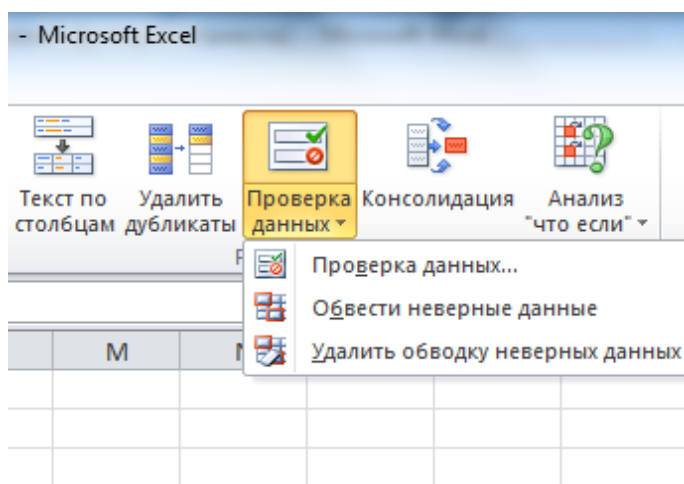 - Microsoft Excel
Текст по столбцам
Удалить дубликаты
Проверка данных
Консолидация
Анализ "что если"
Проверка данных...
Обвести неверные данные
Удалить обводку неверных данных
M